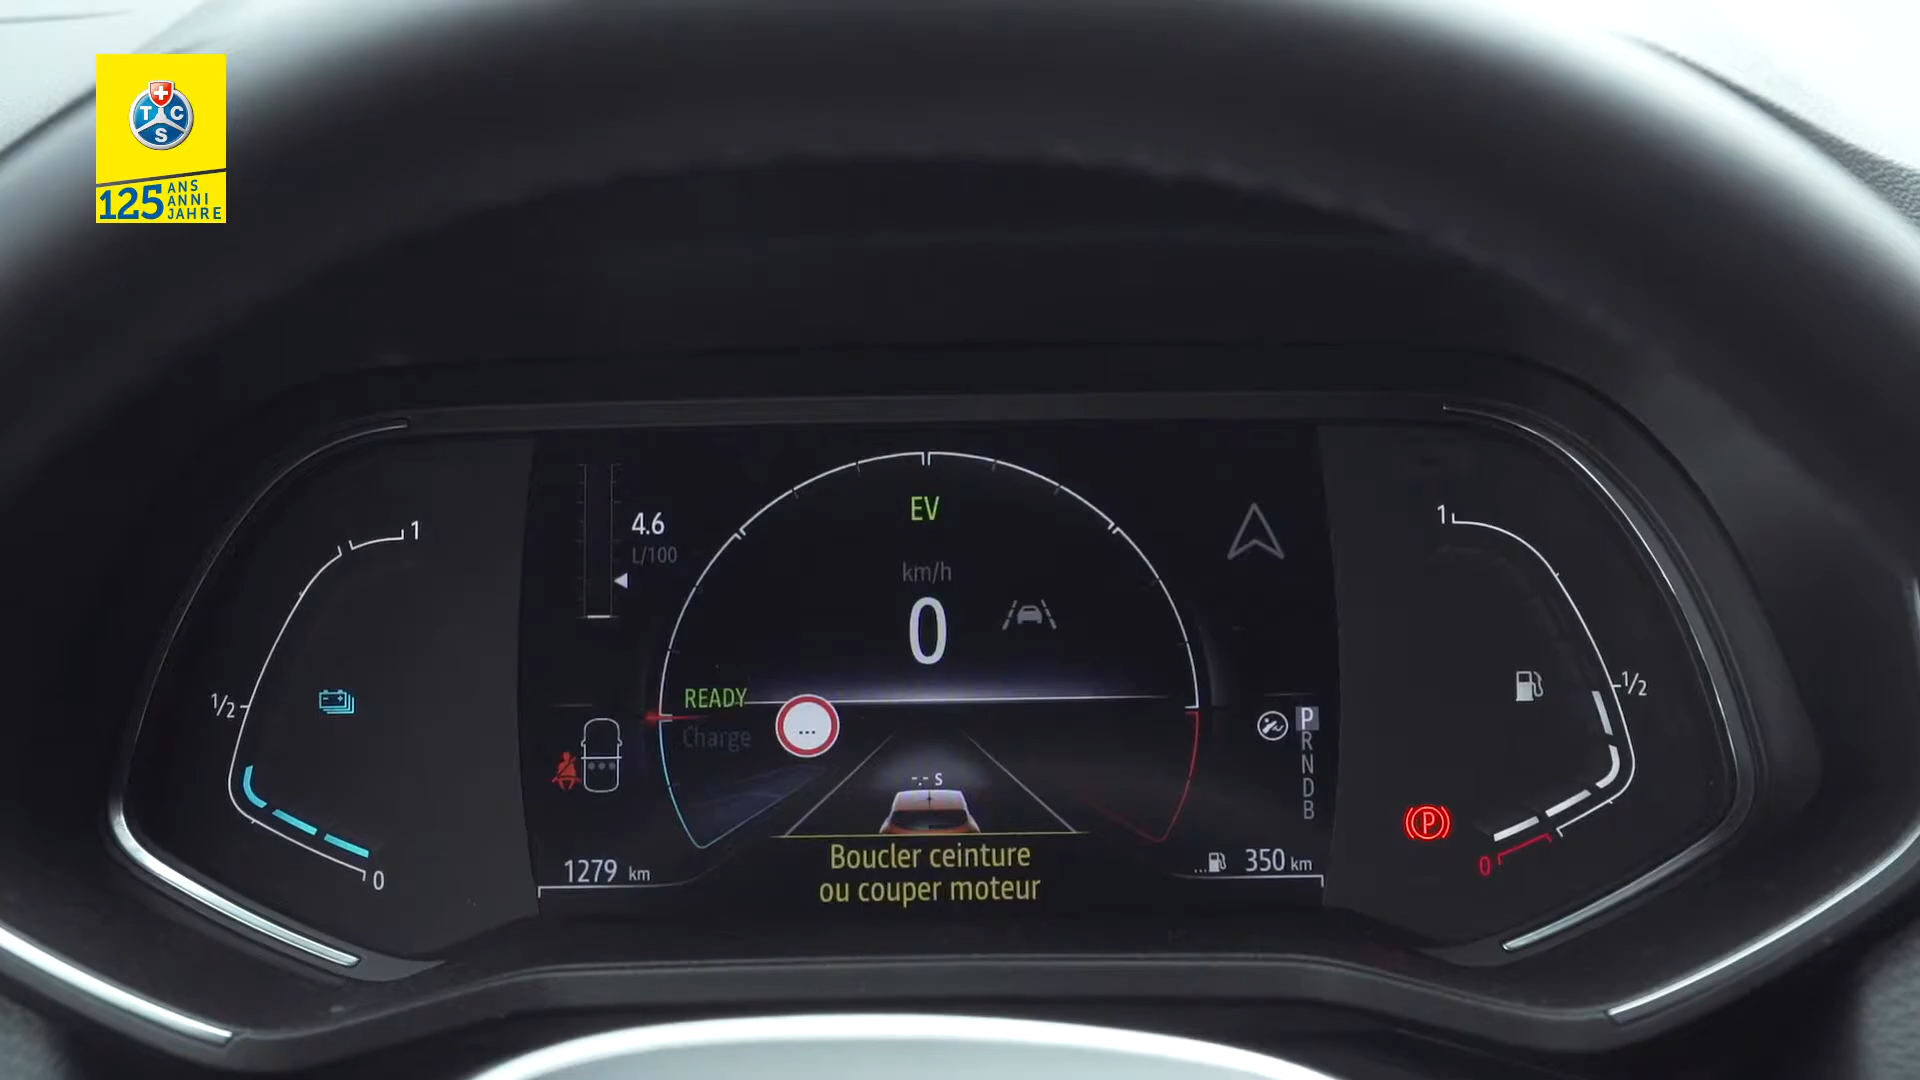 T C
S
125 ANS
ANNI
JAHRE
1
1/2
0
4.6
L/100
EV
km/h
0
READY
Charge
...
-.- s
P
R
N
D
B
1279 km
Boucler ceinture
ou couper moteur
... 350 km
1
1/2
P
0